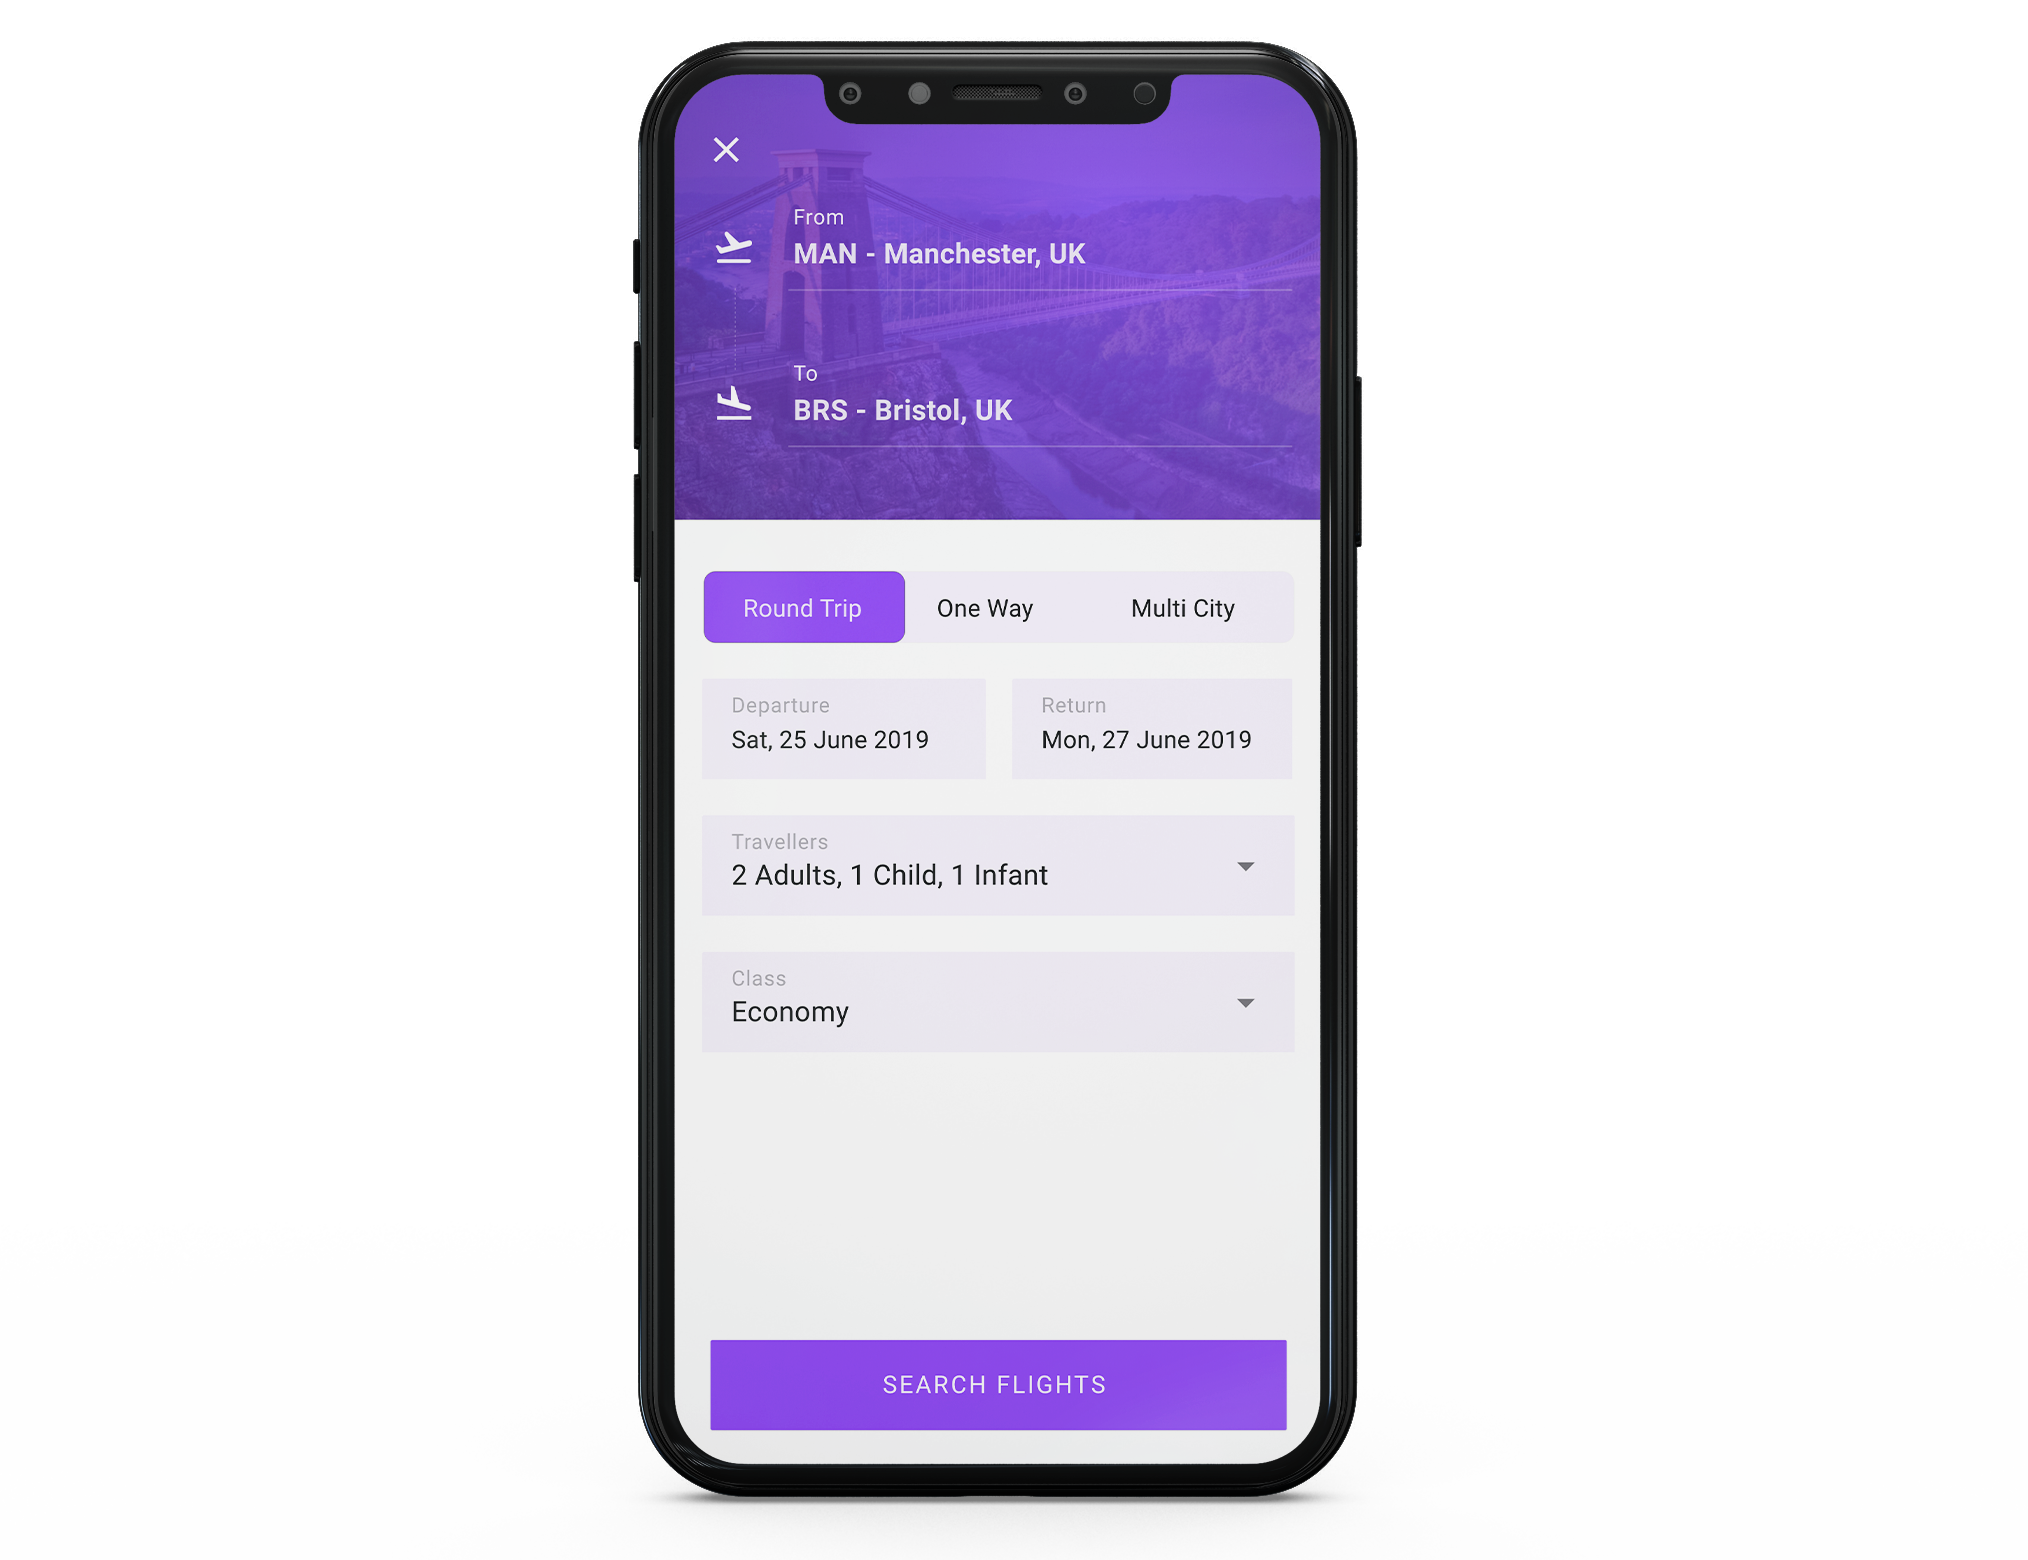 From
MAN - Manchester, UK
To
BRS - Bristol, UK
Round Trip One Way Multi City
Departure Return
Sat, 25 June 2019 Mon, 27 June 2019
Travellers
2 Adults, 1 Child, 1 Infant
Class
Economy
SEARCH FLIGHTS